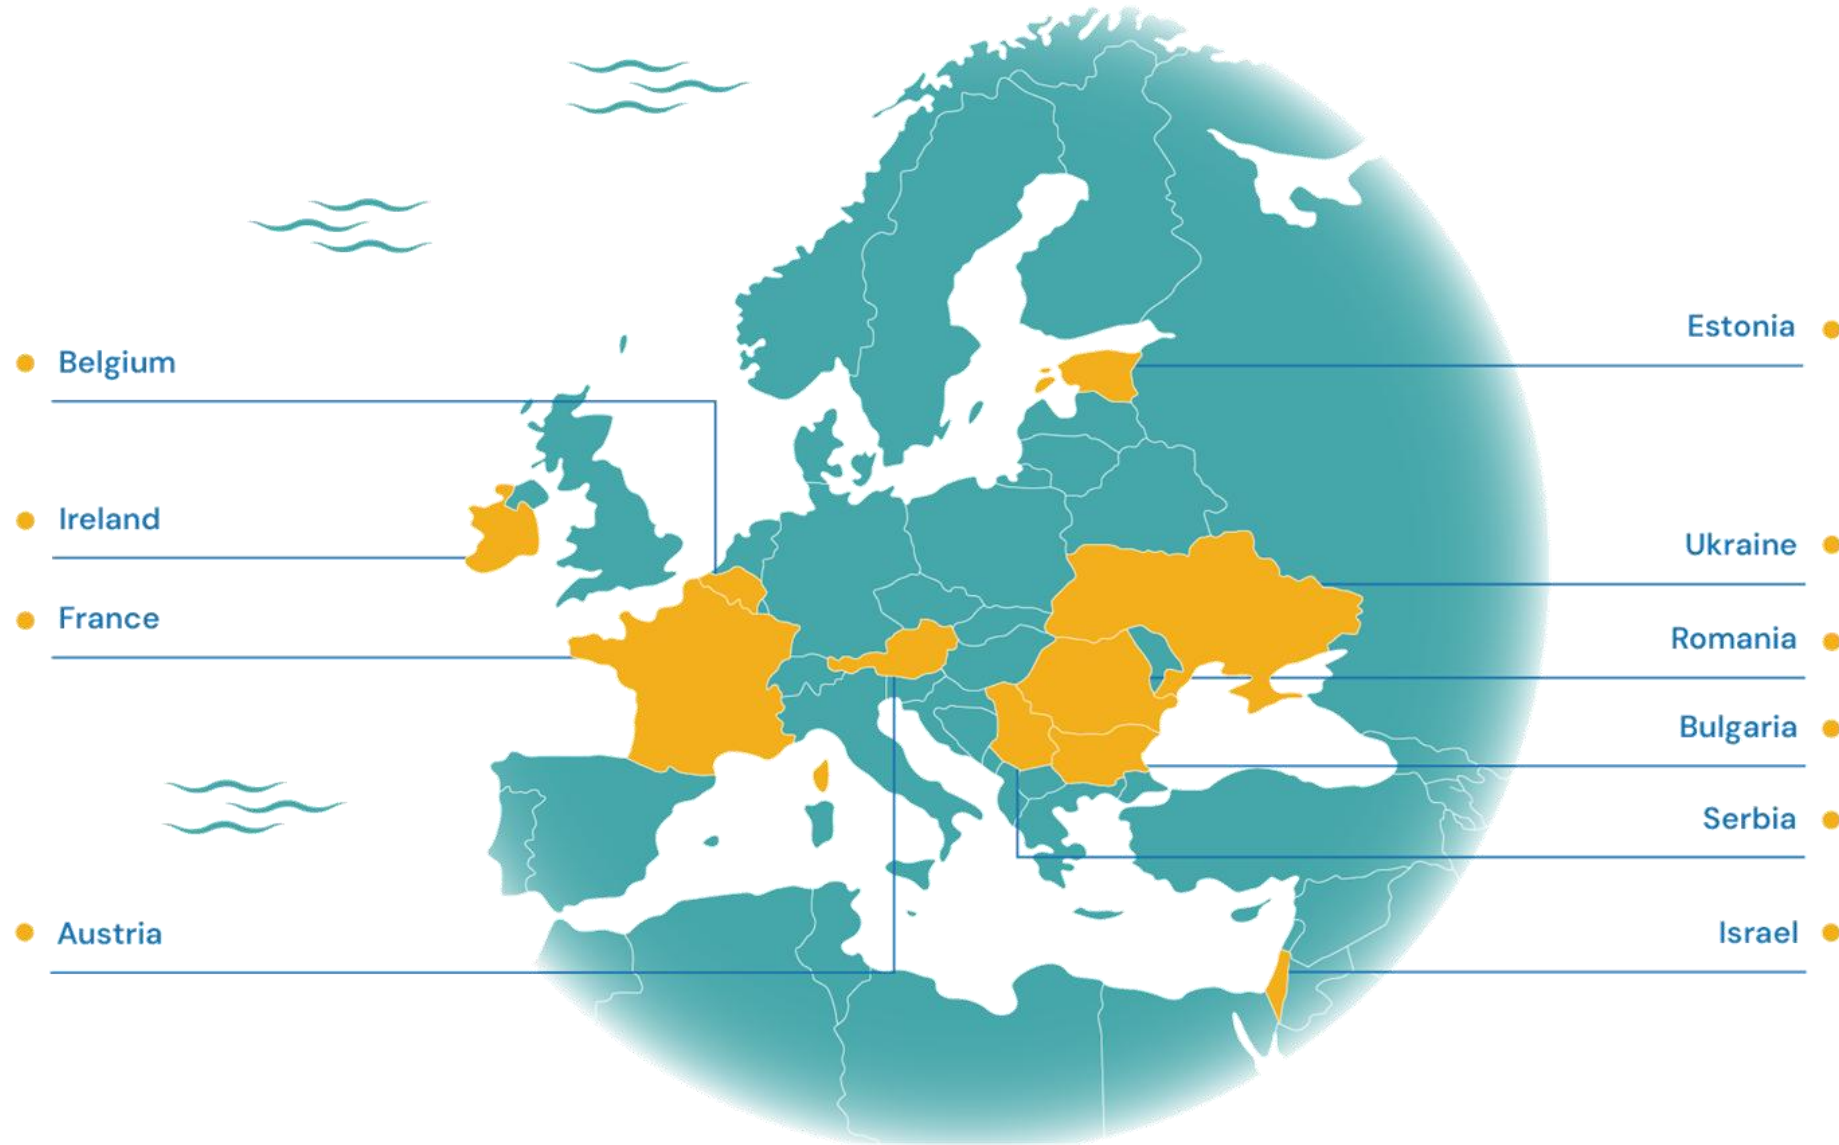 Belgium
Ireland
France
Austria
Estonia
Ukraine
Romania
Bulgaria
Serbia
Israel